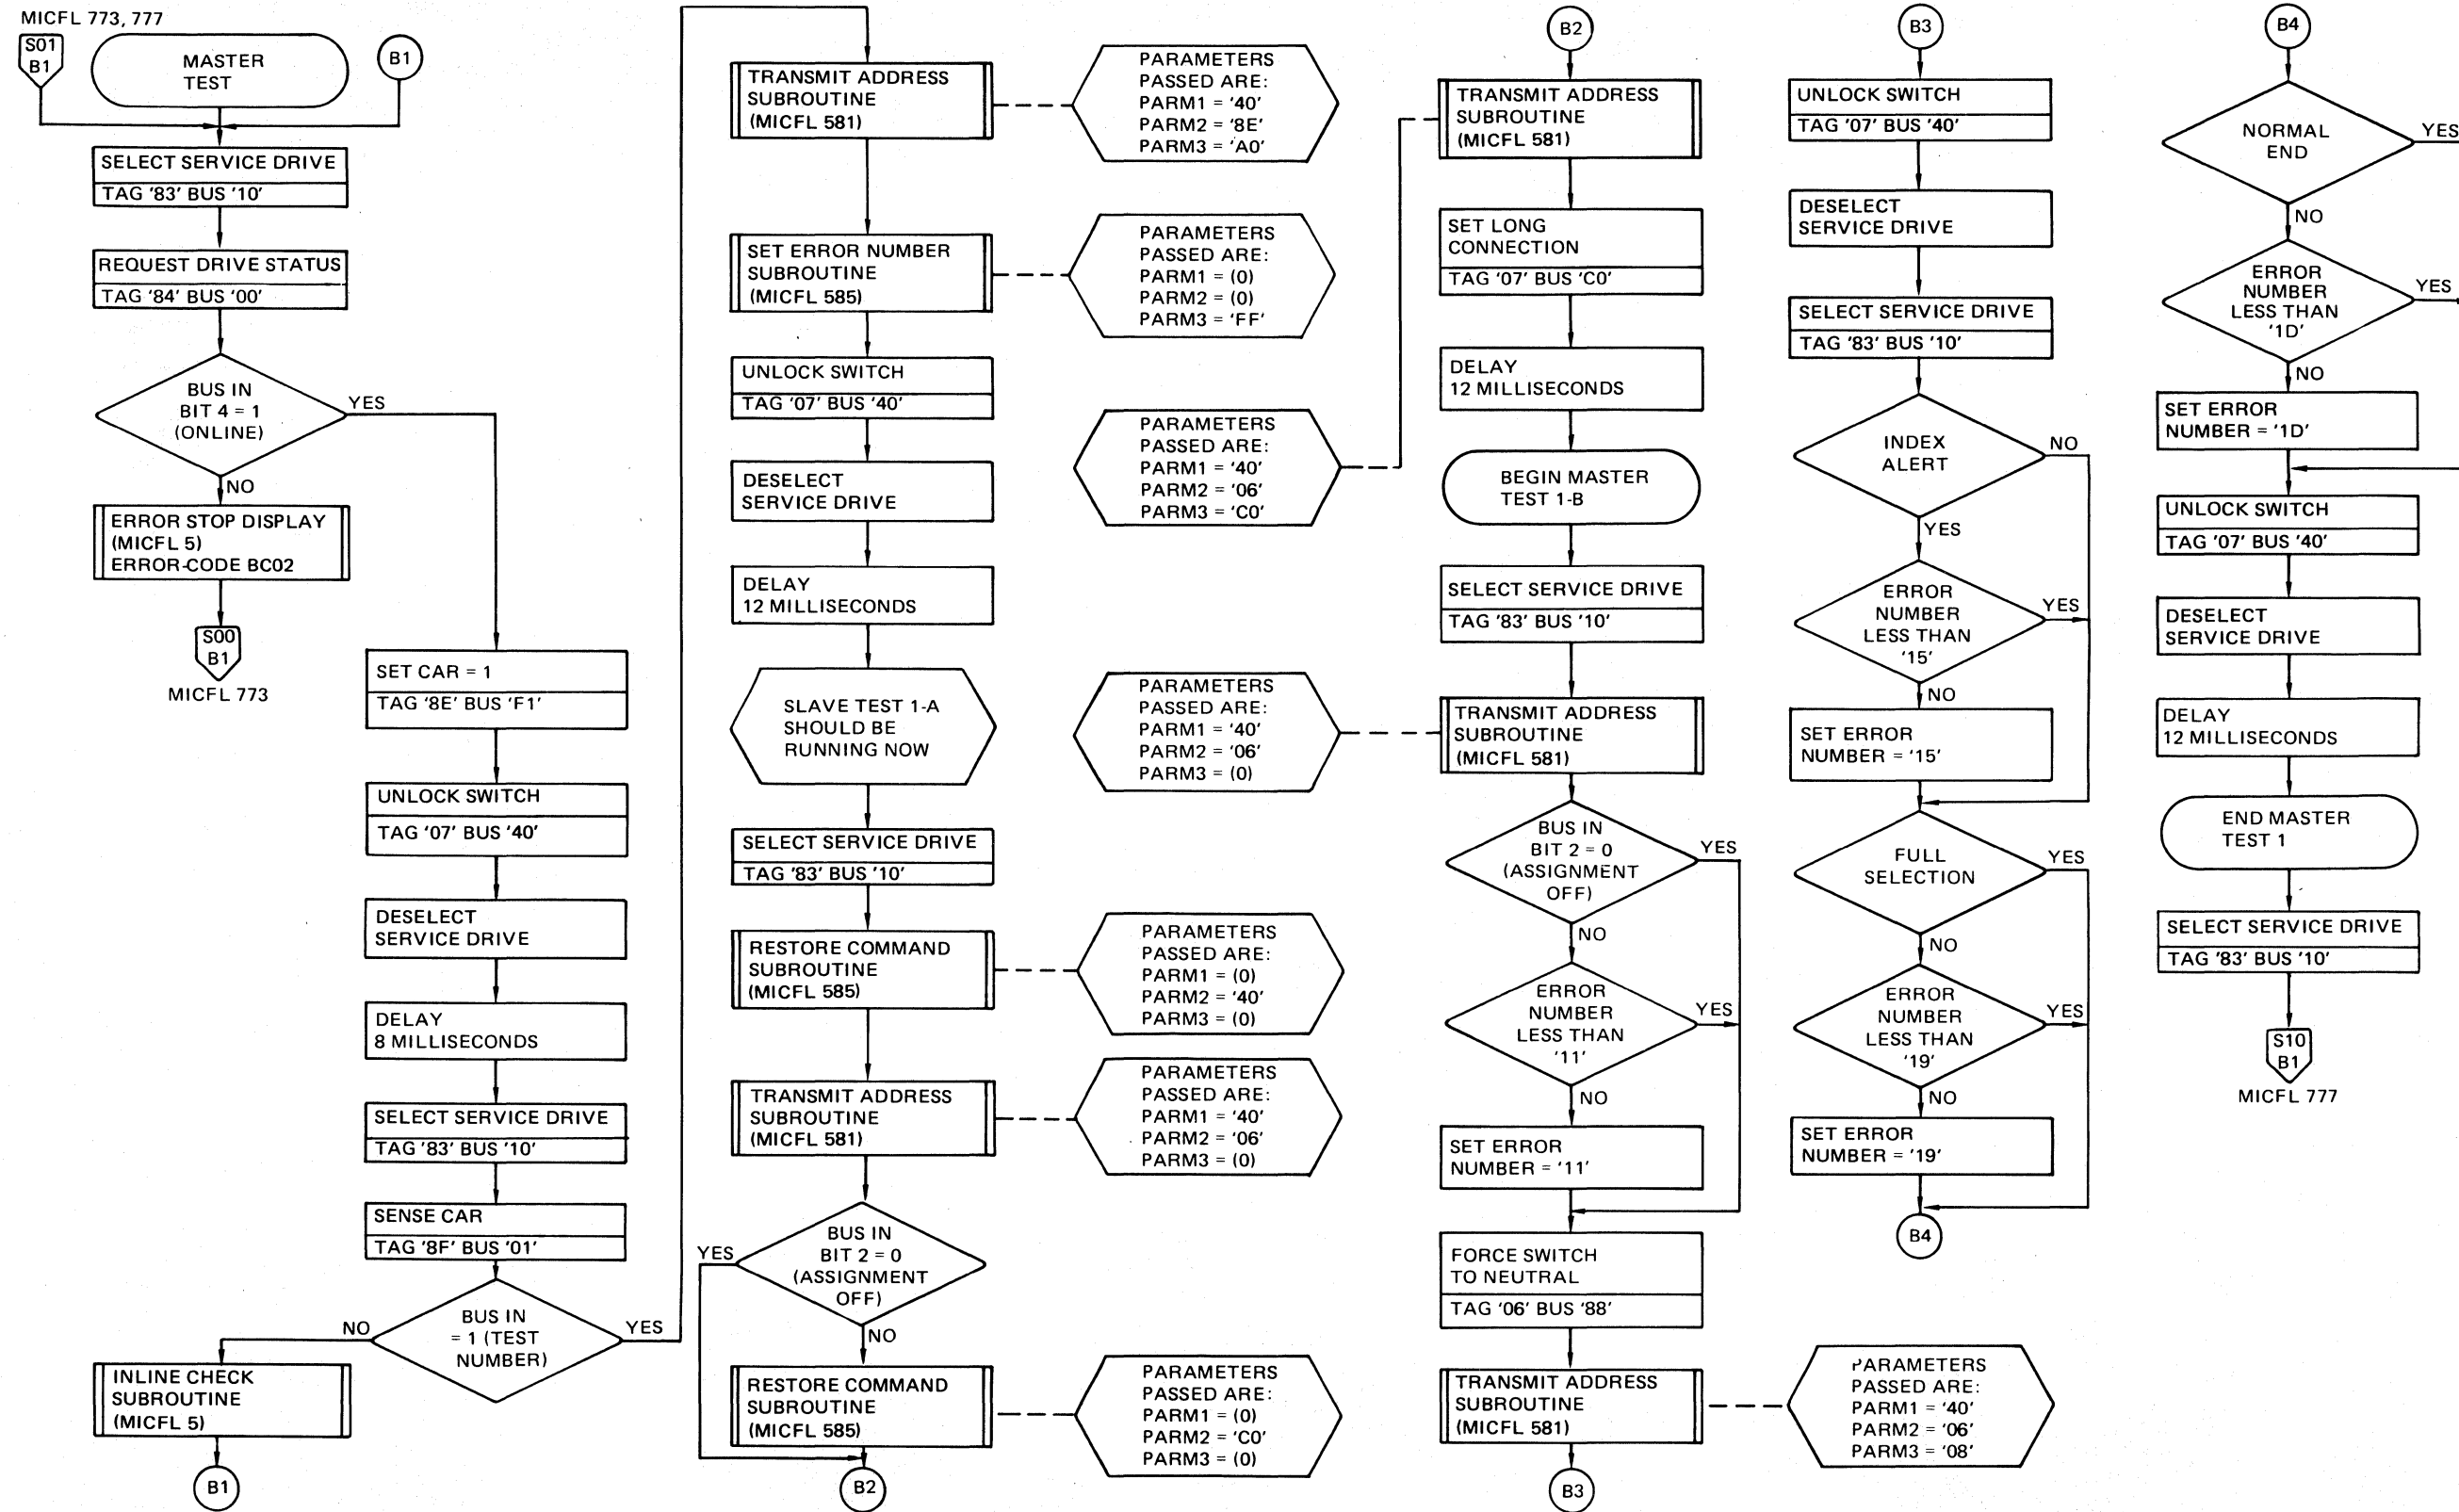 MICFL 773, 777
S01
B1
MASTER
TEST
B1
SELECT SERVICE DRIVE
TAG '83' BUS '10'
REQUEST DRIVE STATUS
TAG '84' BUS '00'
BUS IN
BIT 4 = 1
(ONLINE)
YES
NO
ERROR STOP DISPLAY
(MICFL 5)
ERROR-CODE BC02
S00
B1
MICFL 773
SET CAR = 1
TAG '8E' BUS 'F1'
UNLOCK SWITCH
TAG '07' BUS '40'
DESELECT
SERVICE DRIVE
DELAY
8 MILLISECONDS
SELECT SERVICE DRIVE
TAG '83' BUS '10'
SENSE CAR
TAG '8F' BUS '01'
BUS IN
= 1 (TEST
NUMBER)
NO
YES
INLINE CHECK
SUBROUTINE
(MICFL 5)
B1
TRANSMIT ADDRESS
SUBROUTINE
(MICFL 581)
PARAMETERS
PASSED ARE:
PARM1 = '40'
PARM2 = '8E'
PARM3 = 'A0'
SET ERROR NUMBER
SUBROUTINE
(MICFL 585)
PARAMETERS
PASSED ARE:
PARM1 = (0)
PARM2 = (0)
PARM3 = 'FF'
UNLOCK SWITCH
TAG '07' BUS '40'
DESELECT
SERVICE DRIVE
DELAY
12 MILLISECONDS
SLAVE TEST 1-A
SHOULD BE
RUNNING NOW
SELECT SERVICE DRIVE
TAG '83' BUS '10'
RESTORE COMMAND
SUBROUTINE
(MICFL 585)
PARAMETERS
PASSED ARE:
PARM1 = (0)
PARM2 = '40'
PARM3 = (0)
TRANSMIT ADDRESS
SUBROUTINE
(MICFL 581)
PARAMETERS
PASSED ARE:
PARM1 = '40'
PARM2 = '06'
PARM3 = (0)
BUS IN
BIT 2 = 0
(ASSIGNMENT
OFF)
YES
NO
RESTORE COMMAND
SUBROUTINE
(MICFL 585)
PARAMETERS
PASSED ARE:
PARM1 = (0)
PARM2 = 'C0'
PARM3 = (0)
B2
B2
TRANSMIT ADDRESS
SUBROUTINE
(MICFL 581)
PARAMETERS
PASSED ARE:
PARM1 = '40'
PARM2 = '06'
PARM3 = 'C0'
SET LONG
CONNECTION
TAG '07' BUS 'C0'
DELAY
12 MILLISECONDS
BEGIN MASTER
TEST 1-B
SELECT SERVICE DRIVE
TAG '83' BUS '10'
PARAMETERS
PASSED ARE:
PARM1 = '40'
PARM2 = '06'
PARM3 = (0)
TRANSMIT ADDRESS
SUBROUTINE
(MICFL 581)
BUS IN
BIT 2 = 0
(ASSIGNMENT
OFF)
YES
NO
ERROR
NUMBER
LESS THAN
'11'
YES
NO
SET ERROR
NUMBER = '11'
FORCE SWITCH
TO NEUTRAL
TAG '06' BUS '88'
TRANSMIT ADDRESS
SUBROUTINE
(MICFL 581)
PARAMETERS
PASSED ARE:
PARM1 = '40'
PARM2 = '06'
PARM3 = '08'
B3
B3
UNLOCK SWITCH
TAG '07' BUS '40'
DESELECT
SERVICE DRIVE
SELECT SERVICE DRIVE
TAG '83' BUS '10'
INDEX
ALERT
NO
YES
ERROR
NUMBER
LESS THAN
'15'
YES
NO
SET ERROR
NUMBER = '15'
FULL
SELECTION
YES
NO
ERROR
NUMBER
LESS THAN
'19'
YES
NO
SET ERROR
NUMBER = '19'
B4
B4
NORMAL
END
YES
NO
ERROR
NUMBER
LESS THAN
'1D'
YES
NO
SET ERROR
NUMBER = '1D'
UNLOCK SWITCH
TAG '07' BUS '40'
DESELECT
SERVICE DRIVE
DELAY
12 MILLISECONDS
END MASTER
TEST 1
SELECT SERVICE DRIVE
TAG '83' BUS '10'
S10
B1
MICFL 777